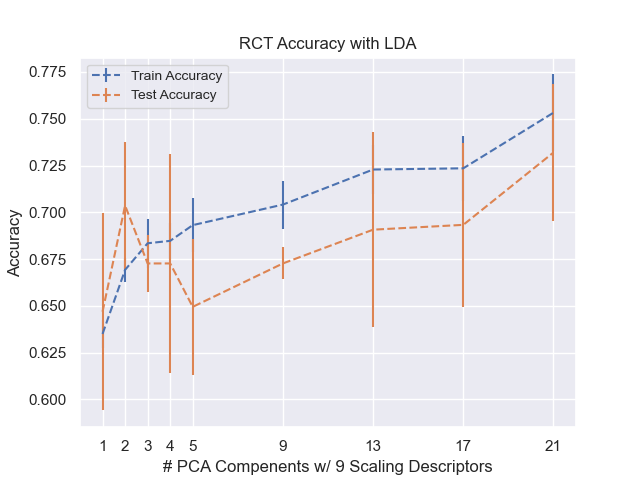 RCT Accuracy with LDA
Train Accuracy
Test Accuracy
0.775
0.750
0.725
0.700
0.675
0.650
0.625
0.600
Accuracy
1 2 3 4 5 9 13 17 21
# PCA Compenents w/ 9 Scaling Descriptors